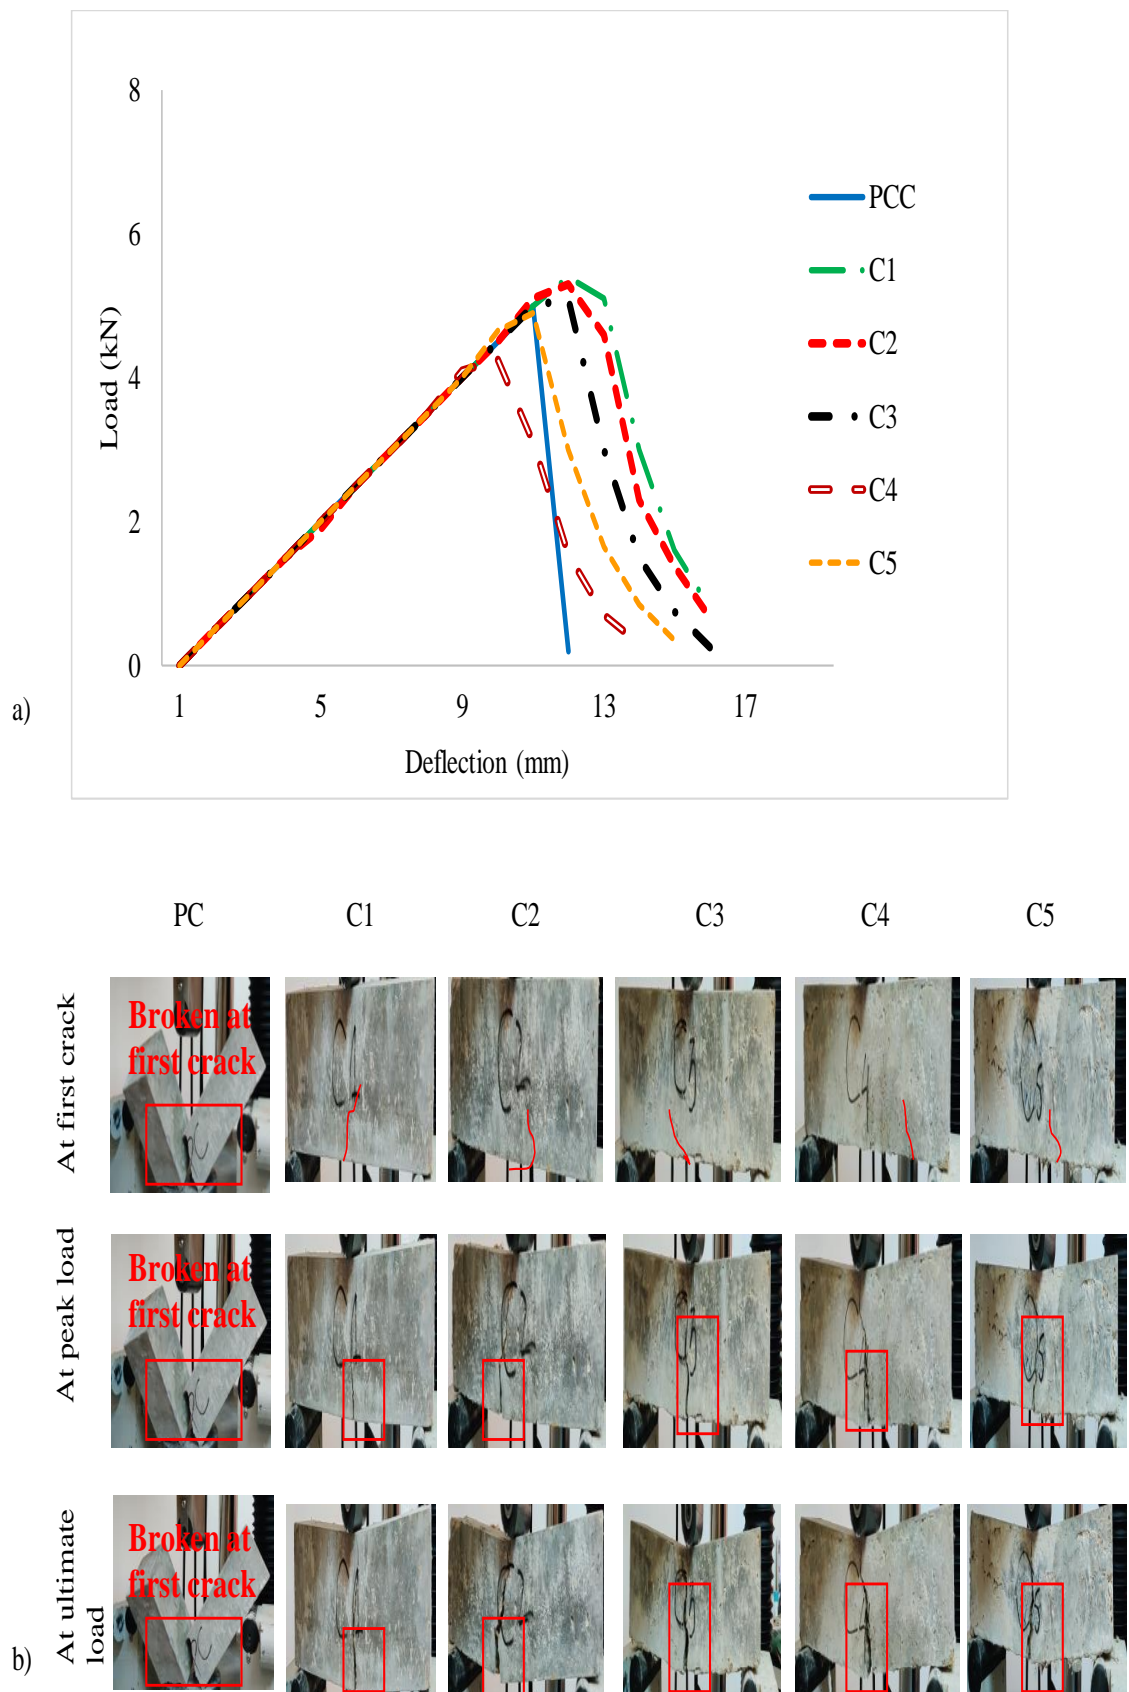 8
6
4
2
0
Load (kN)
1 5 9 13 17
Deflection (mm)
PCC
C1
C2
C3
C4
C5
a)
PC C1 C2 C3 C4 C5
At first crack
Broken at
first crack
At peak load
Broken at
first crack
At ultimate
load
Broken at
first crack
b)